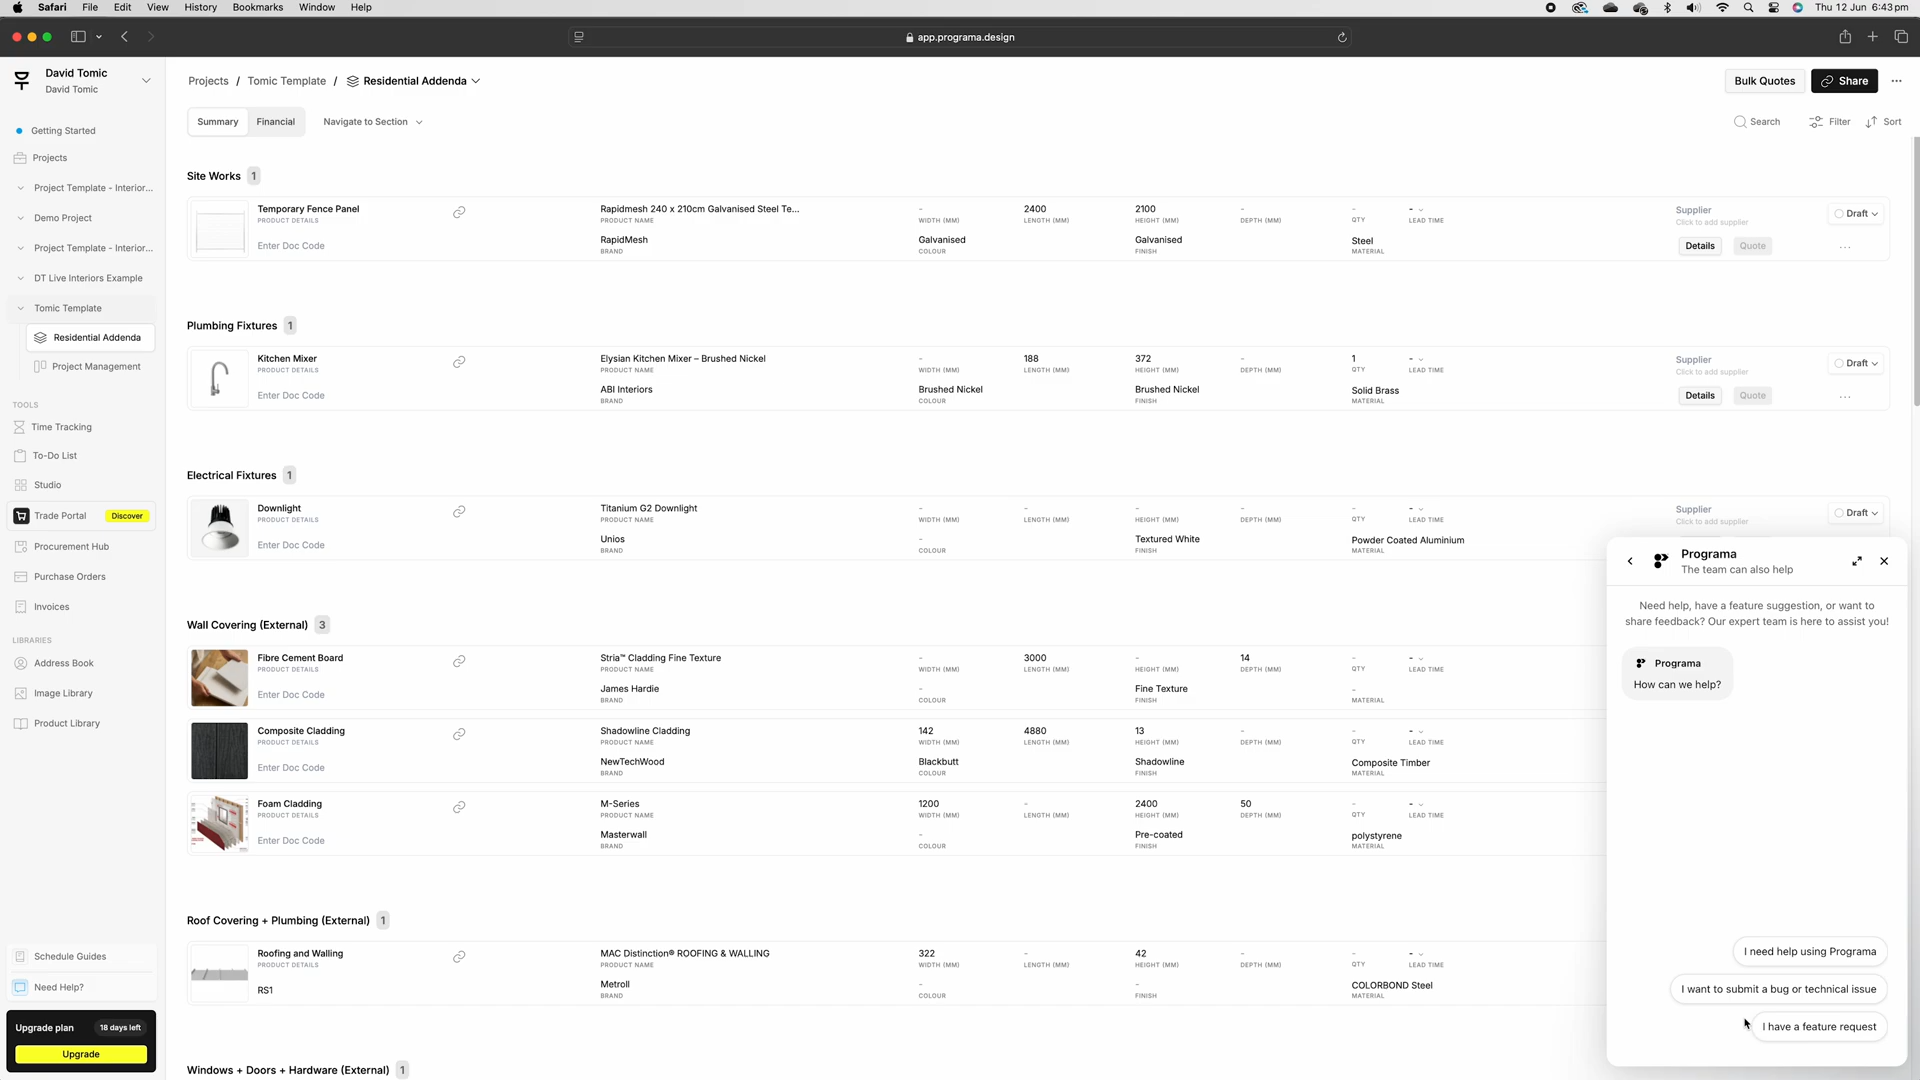 Safari File Edit View History Bookmarks Window Help
Thu 12 Jun 6:43 pm
app.programa.design
David Tomic
David Tomic
Getting Started
Projects
Project Template - Interior...
Demo Project
Project Template - Interior...
DT Live Interiors Example
Tomic Template
Residential Addenda
Project Management
TOOLS
Time Tracking
To-Do List
Studio
Trade Portal Discover
Procurement Hub
Purchase Orders
Invoices
LIBRARIES
Address Book
Image Library
Product Library
Schedule Guides
Need Help?
Upgrade plan 18 days left
Upgrade
Projects / Tomic Template / Residential Addenda
Bulk Quotes Share ...
Summary Financial Navigate to Section
Search Filter Sort
Site Works 1
Temporary Fence Panel Rapidmesh 240 x 210cm Galvanised Steel Te... - 2400 2100 - - - Supplier Draft
PRODUCT DETAILS PRODUCT NAME WIDTH (MM) LENGTH (MM) HEIGHT (MM) DEPTH (MM) QTY LEAD TIME Click to add supplier
Enter Doc Code RapidMesh Galvanised Galvanised Steel Details Quote ...
BRAND COLOUR FINISH MATERIAL
Plumbing Fixtures 1
Kitchen Mixer Elysian Kitchen Mixer – Brushed Nickel - 188 372 - 1 - Supplier Draft
PRODUCT DETAILS PRODUCT NAME WIDTH (MM) LENGTH (MM) HEIGHT (MM) DEPTH (MM) QTY LEAD TIME Click to add supplier
Enter Doc Code ABI Interiors Brushed Nickel Brushed Nickel Solid Brass Details Quote ...
BRAND COLOUR FINISH MATERIAL
Electrical Fixtures 1
Downlight Titanium G2 Downlight - - - - - - Supplier Draft
PRODUCT DETAILS PRODUCT NAME WIDTH (MM) LENGTH (MM) HEIGHT (MM) DEPTH (MM) QTY LEAD TIME Click to add supplier
Enter Doc Code Unios - Textured White Powder Coated Aluminium
BRAND COLOUR FINISH MATERIAL
Wall Covering (External) 3
Fibre Cement Board Stria™ Cladding Fine Texture - 3000 - 14 - -
PRODUCT DETAILS PRODUCT NAME WIDTH (MM) LENGTH (MM) HEIGHT (MM) DEPTH (MM) QTY LEAD TIME
Enter Doc Code James Hardie - Fine Texture -
BRAND COLOUR FINISH MATERIAL
Composite Cladding Shadowline Cladding 142 4880 13 - - -
PRODUCT DETAILS PRODUCT NAME WIDTH (MM) LENGTH (MM) HEIGHT (MM) DEPTH (MM) QTY LEAD TIME
Enter Doc Code NewTechWood Blackbutt Shadowline Composite Timber
BRAND COLOUR FINISH MATERIAL
Foam Cladding M-Series 1200 - 2400 50 - -
PRODUCT DETAILS PRODUCT NAME WIDTH (MM) LENGTH (MM) HEIGHT (MM) DEPTH (MM) QTY LEAD TIME
Enter Doc Code Masterwall - Pre-coated polystyrene
BRAND COLOUR FINISH MATERIAL
Roof Covering + Plumbing (External) 1
Roofing and Walling MAC Distinction® ROOFING & WALLING 322 - 42 - - -
PRODUCT DETAILS PRODUCT NAME WIDTH (MM) LENGTH (MM) HEIGHT (MM) DEPTH (MM) QTY LEAD TIME
RS1 Metroll - - COLORBOND Steel
BRAND COLOUR FINISH MATERIAL
Windows + Doors + Hardware (External) 1
Programa
The team can also help
Need help, have a feature suggestion, or want to
share feedback? Our expert team is here to assist you!
Programa
How can we help?
I need help using Programa
I want to submit a bug or technical issue
I have a feature request